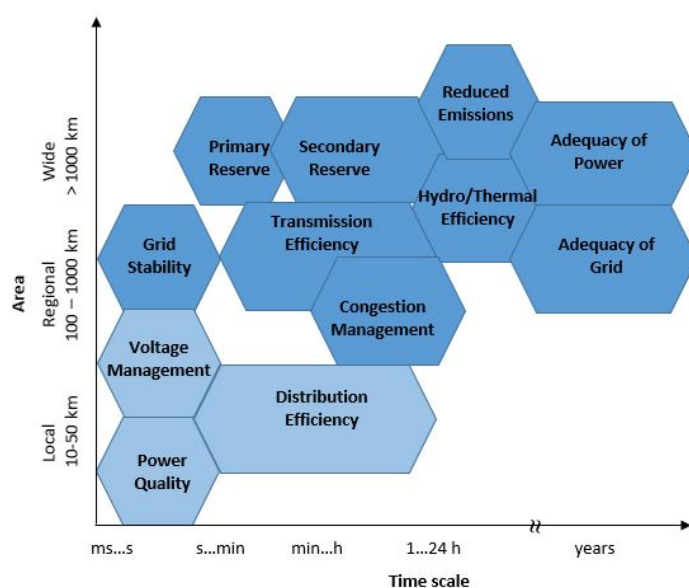 Reduced
Emissions
Primary
Reserve
Secondary
Reserve
Adequacy of
Power
Hydro/Thermal
Efficiency
Grid
Stability
Transmission
Efficiency
Adequacy of
Grid
Congestion
Management
Voltage
Management
Distribution
Efficiency
Power
Quality
Area
Wide
>1000 km
Regional
100 – 1000 km
Local
10-50 km
ms...s
s...min
min...h
1...24 h
years
Time scale